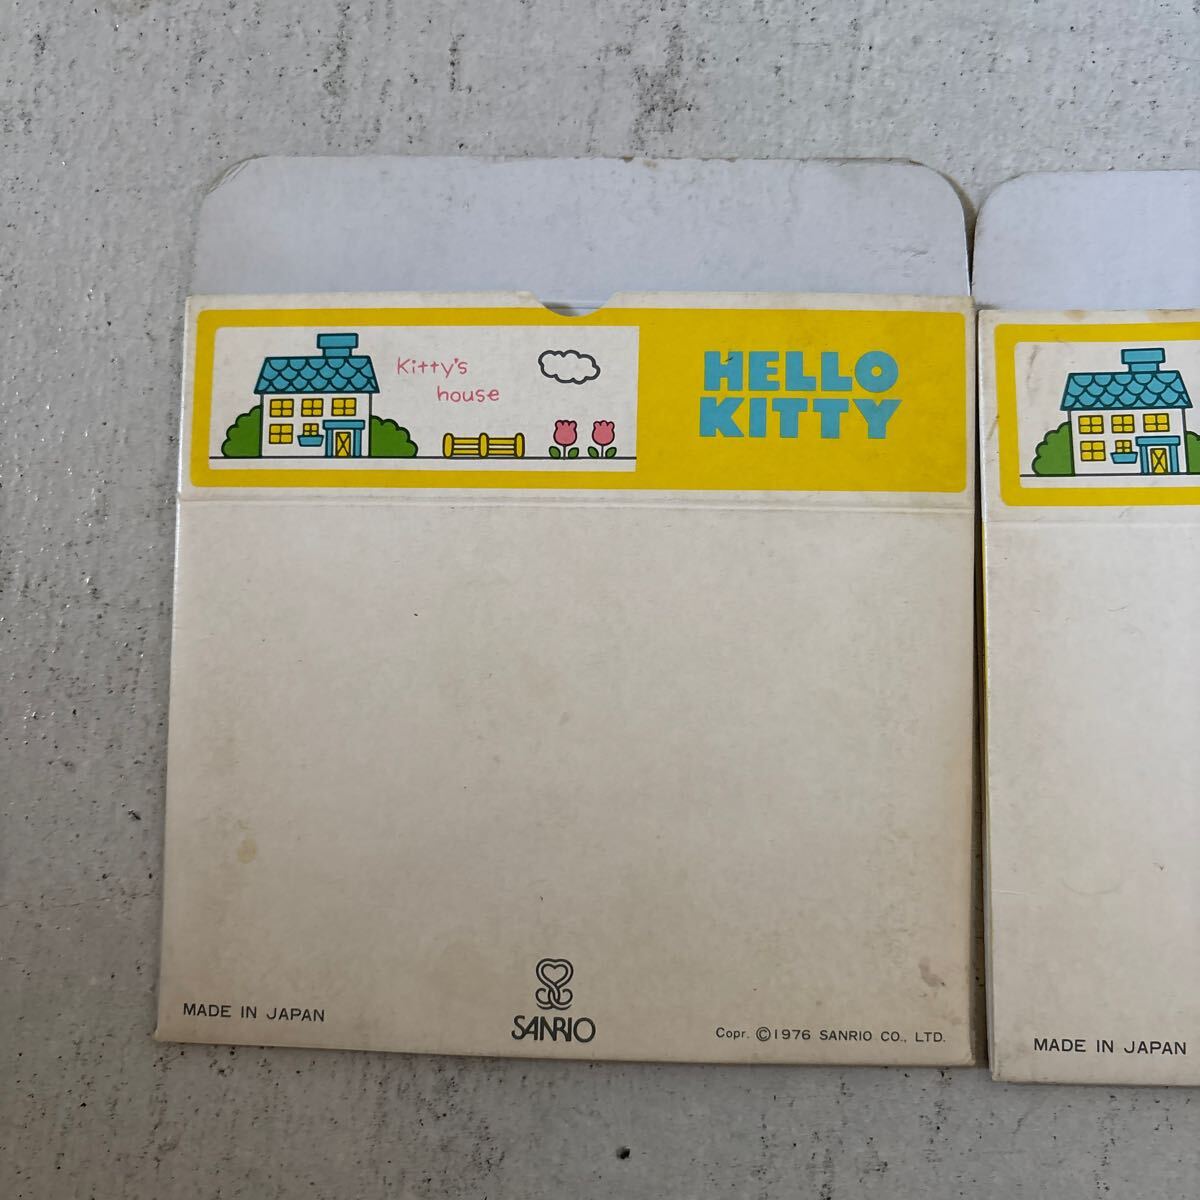 Kitty's
house
HELLO
KITTY
MADE IN JAPAN
SANRIO
Copr. ©1976 SANRIO CO., LTD.
MADE IN JAPAN